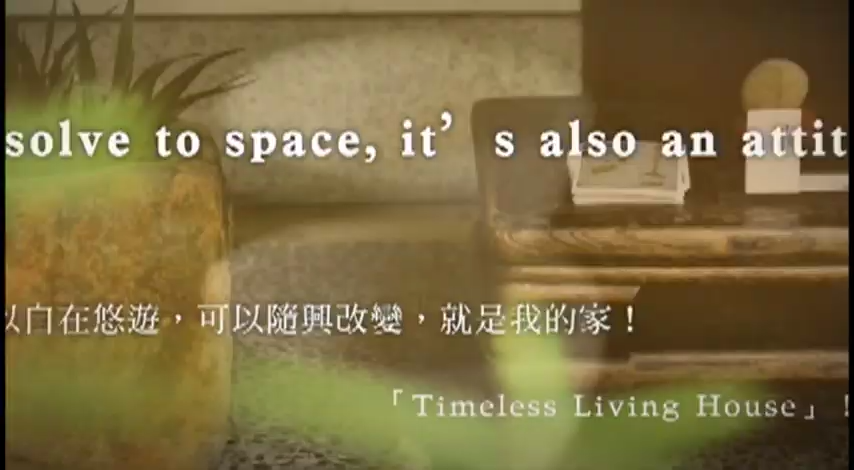 solve to space, it’s also an attit
以自在悠遊，可以隨興改變，就是我的家！
「Timeless Living House」！